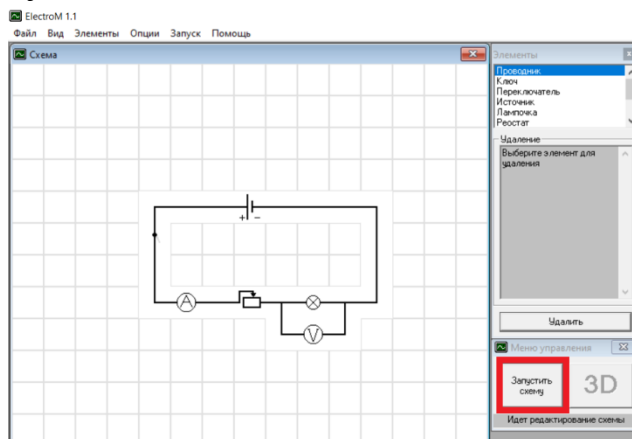 ElectroM 1.1
Файл Вид Элементы Опции Запуск Помощь
Схема
Элементы
Проводник
Ключ
Переключатель
Источник
Лампочка
Реостат
Удаление
Выберите элемент для
удаления
Удалить
+ −
A
V
Меню управления
Запустить
схему
3D
Идет редактирование схемы